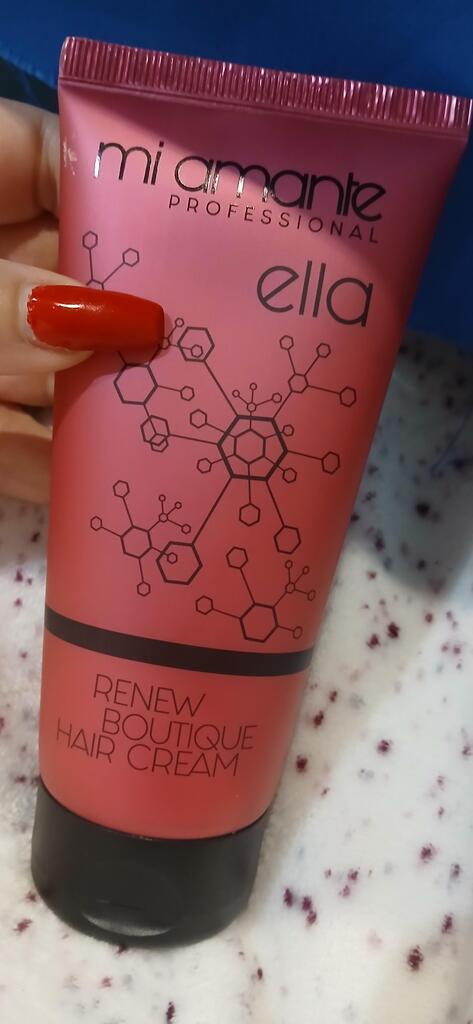 mi amante
PROFESSIONAL
ella
RENEW
BOUTIQUE
HAIR CREAM